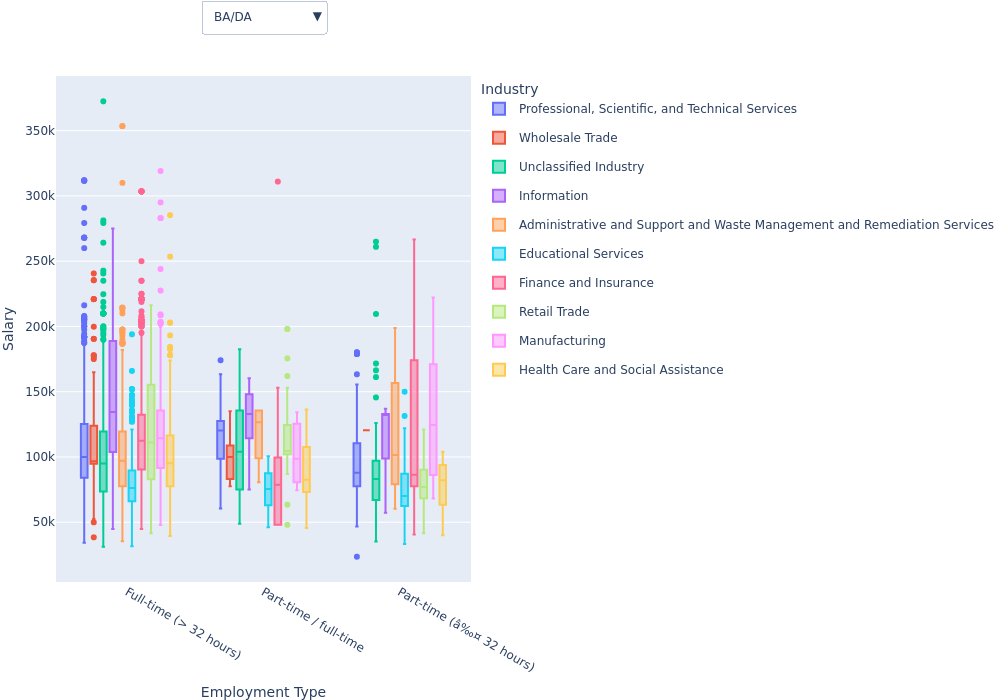 BA/DA ▼
Industry
Professional, Scientific, and Technical Services
Wholesale Trade
Unclassified Industry
Information
Administrative and Support and Waste Management and Remediation Services
Educational Services
Finance and Insurance
Retail Trade
Manufacturing
Health Care and Social Assistance
350k
300k
250k
200k
150k
100k
50k
Salary
Full-time (> 32 hours)
Part-time / full-time
Part-time (â‰¤ 32 hours)
Employment Type